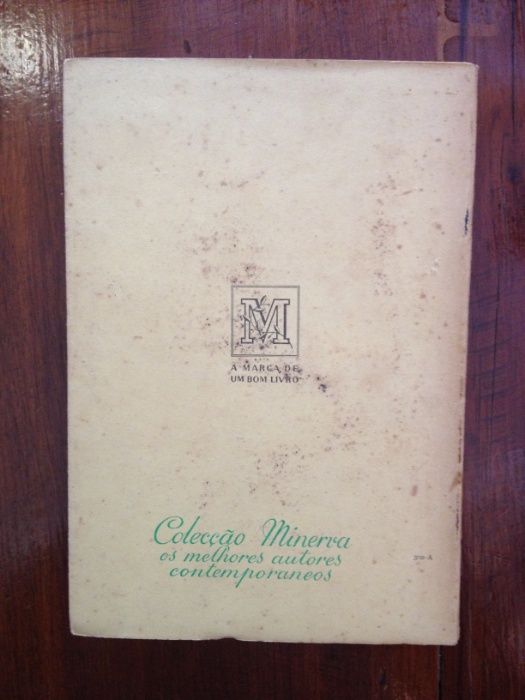 M
A MARCA DE
UM BOM LIVRO
Colecção Minerva
os melhores autores
contemporaneos